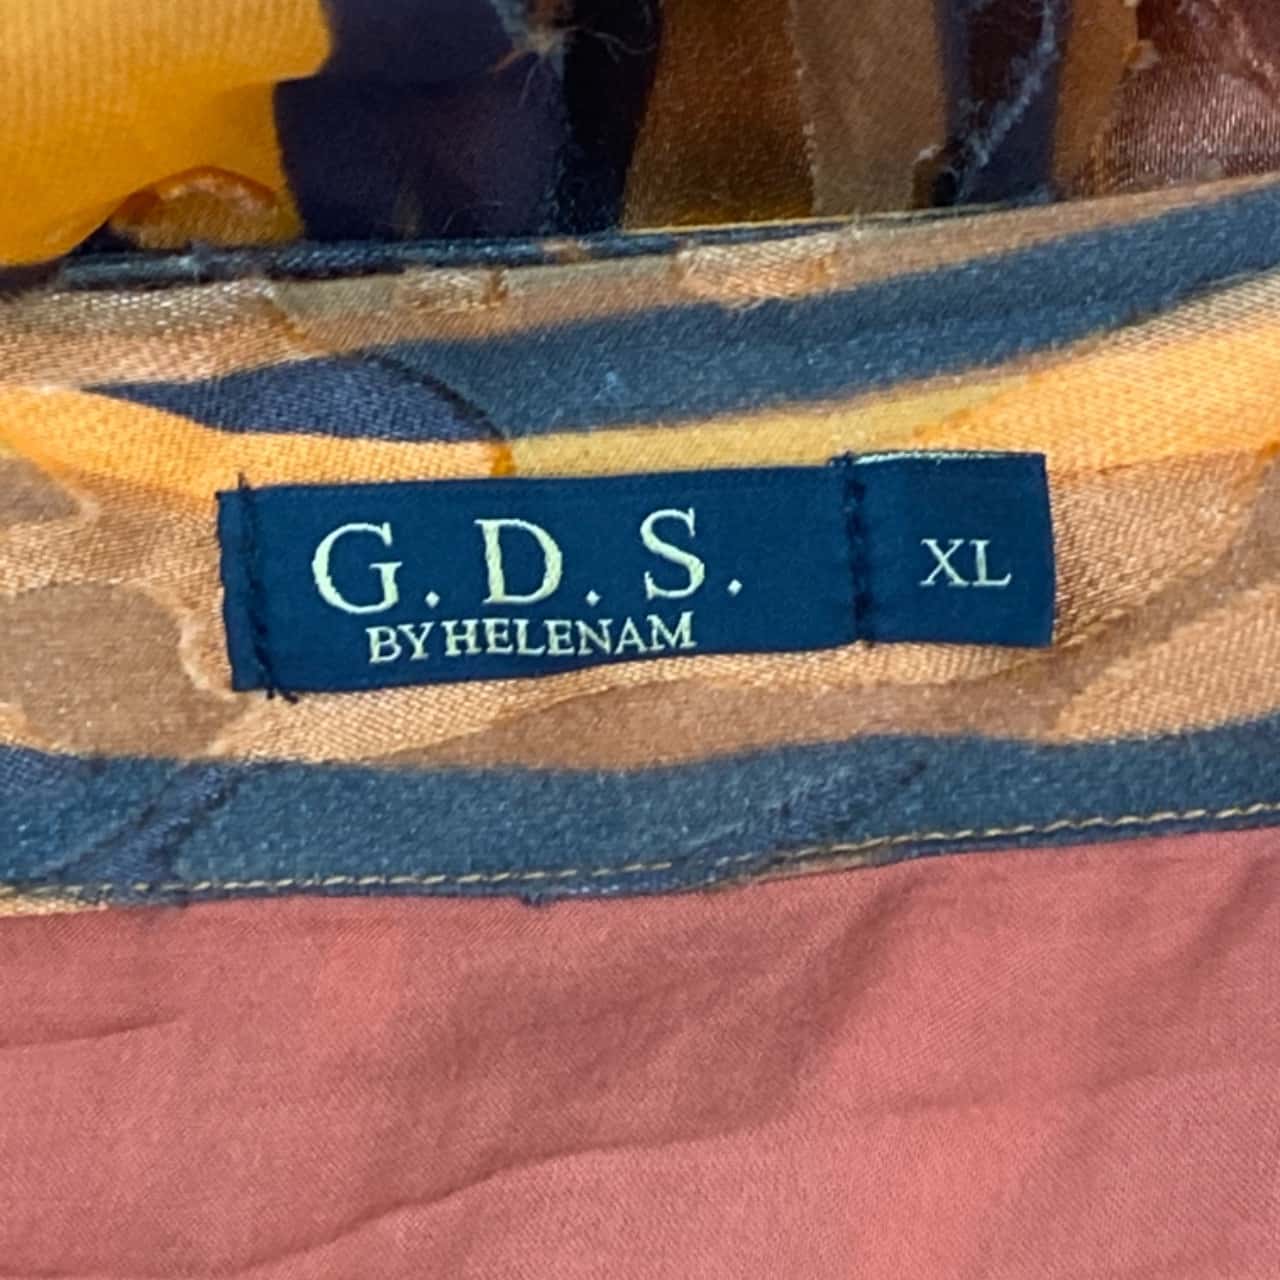 G. D. S.
BY HELENAM
XL